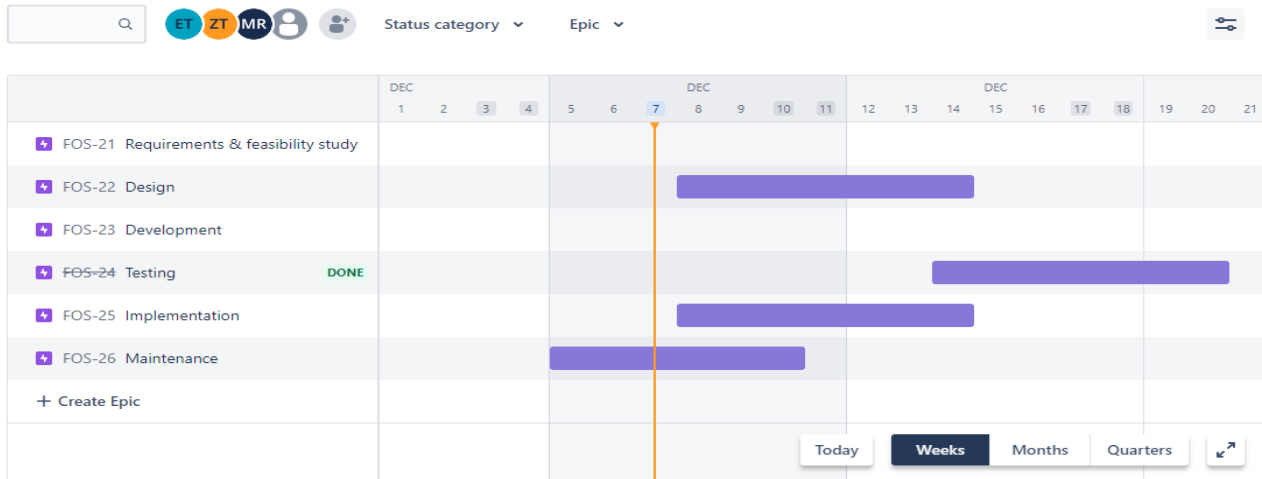 ET ZT MR Status category Epic
DEC DEC DEC
1 2 3 4 5 6 7 8 9 10 11 12 13 14 15 16 17 18 19 20 21
FOS-21 Requirements & feasibility study
FOS-22 Design
FOS-23 Development
FOS-24 Testing DONE
FOS-25 Implementation
FOS-26 Maintenance
+ Create Epic
Today Weeks Months Quarters